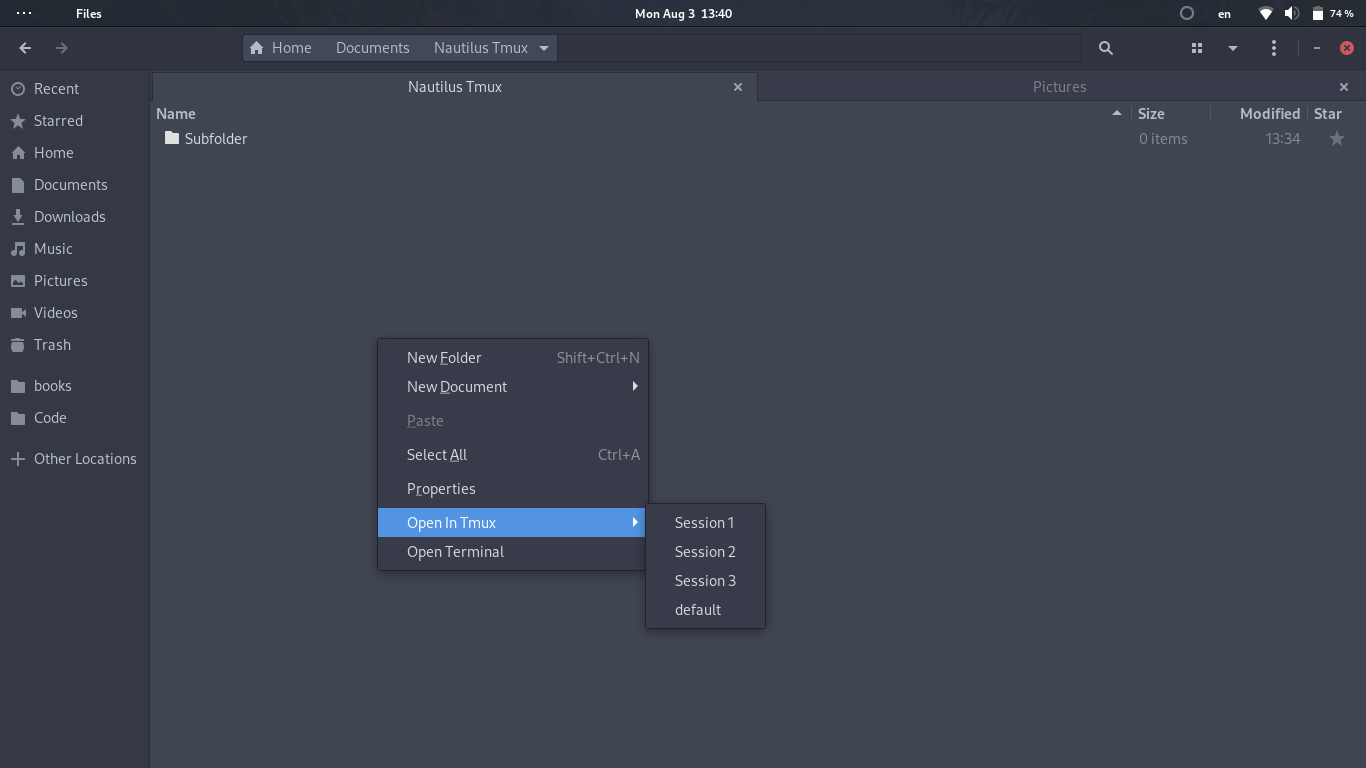 Files Mon Aug 3 13:40 en 74 %
Home Documents Nautilus Tmux
Recent
Starred
Home
Documents
Downloads
Music
Pictures
Videos
Trash
books
Code
Other Locations
Nautilus Tmux Pictures
Name Size Modified Star
Subfolder 0 items 13:34
New Folder Shift+Ctrl+N
New Document
Paste
Select All Ctrl+A
Properties
Open In Tmux
Open Terminal
Session 1
Session 2
Session 3
default